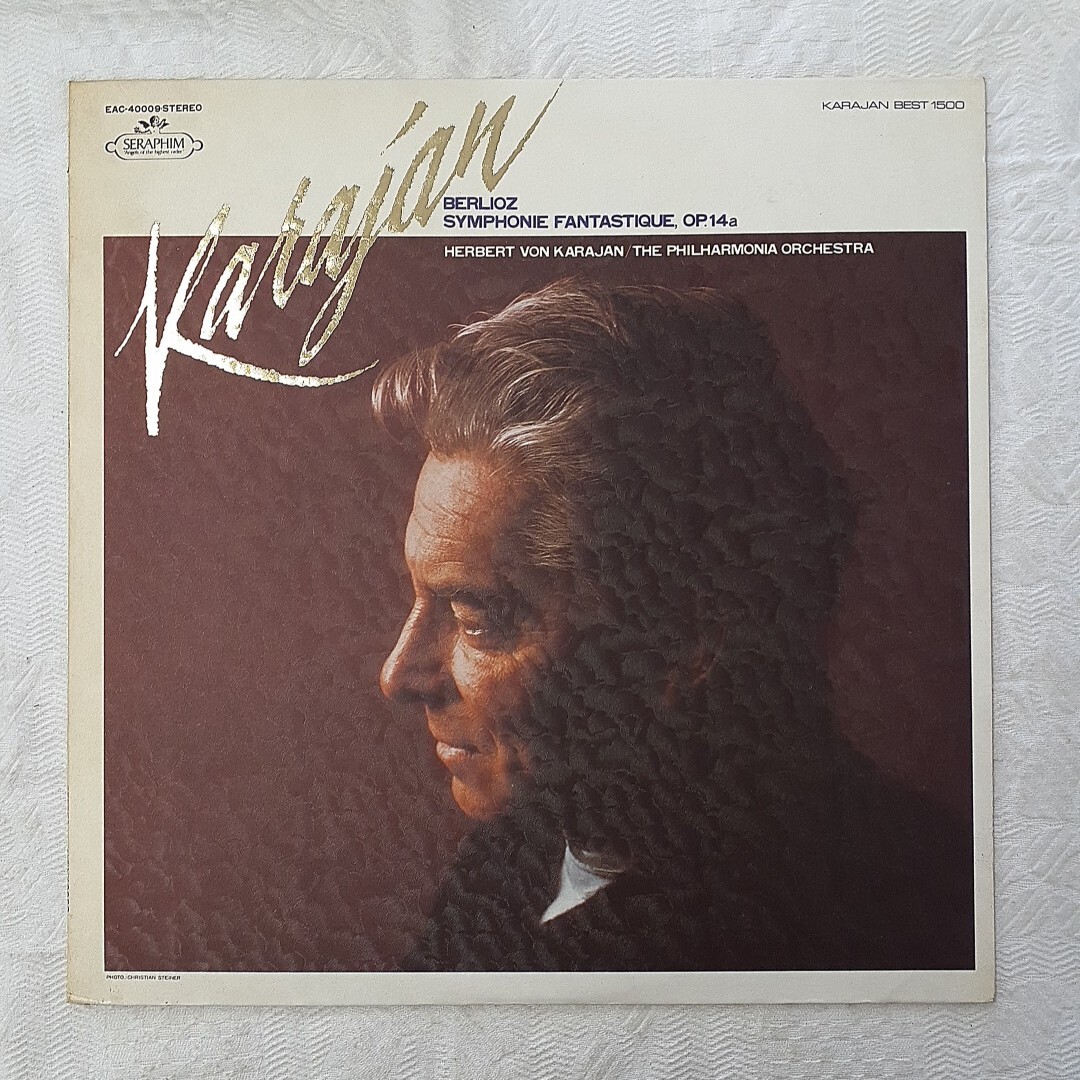 EAC-40009·STEREO
SERAPHIM
"Angels of the highest order"
KARAJAN BEST 1500
Karajan
BERLIOZ
SYMPHONIE FANTASTIQUE, OP.14a
HERBERT VON KARAJAN/THE PHILHARMONIA ORCHESTRA
PHOTO:CHRISTIAN STEINER